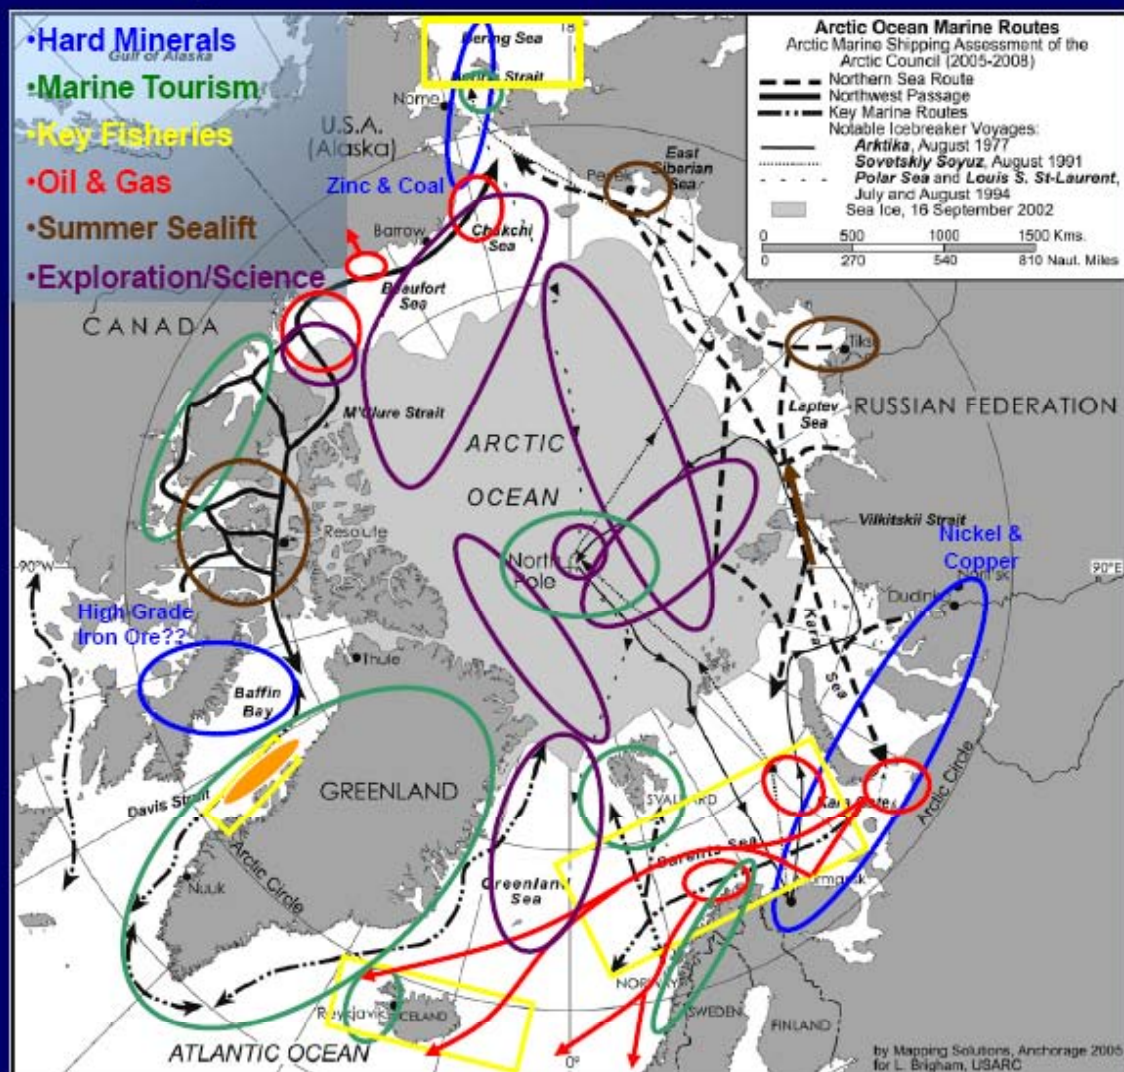 •Hard Minerals
Gulf of Alaska
•Marine Tourism
•Key Fisheries
•Oil & Gas
•Summer Sealift
•Exploration/Science
Arctic Ocean Marine Routes
Arctic Marine Shipping Assessment of the
Arctic Council (2005-2008)
Northern Sea Route
Northwest Passage
Key Marine Routes
Notable Icebreaker Voyages:
Arktika, August 1977
Sovetskiy Soyuz, August 1991
Polar Sea and Louis S. St-Laurent,
July and August 1994
Sea Ice, 16 September 2002
0 500 1000 1500 Kms.
0 270 540 810 Naut. Miles
Bering Sea
18
Bering Strait
Nome
U.S.A.
(Alaska)
Zinc & Coal
East
Siberian
Sea
Pevek
Barrow
Chukchi
Sea
Beaufort
Sea
CANADA
Tiksi
M'Clure Strait
Laptev
Sea
RUSSIAN FEDERATION
ARCTIC
OCEAN
Resolute
Vilkitskii Strait
Nickel &
Copper
North
Pole
90°W
90°E
Noril'sk
Dudinka
High Grade
Iron Ore??
Kara
Sea
Thule
Baffin
Bay
GREENLAND
Davis Strait
SVALBARD
Kara Gate
Arctic Circle
Barents Sea
Murmansk
Nuuk
Arctic Circle
Greenland
Sea
NORWAY
Reykjavik
ICELAND
SWEDEN
FINLAND
ATLANTIC OCEAN
0°
by Mapping Solutions, Anchorage 2005
for L. Brigham, USARC